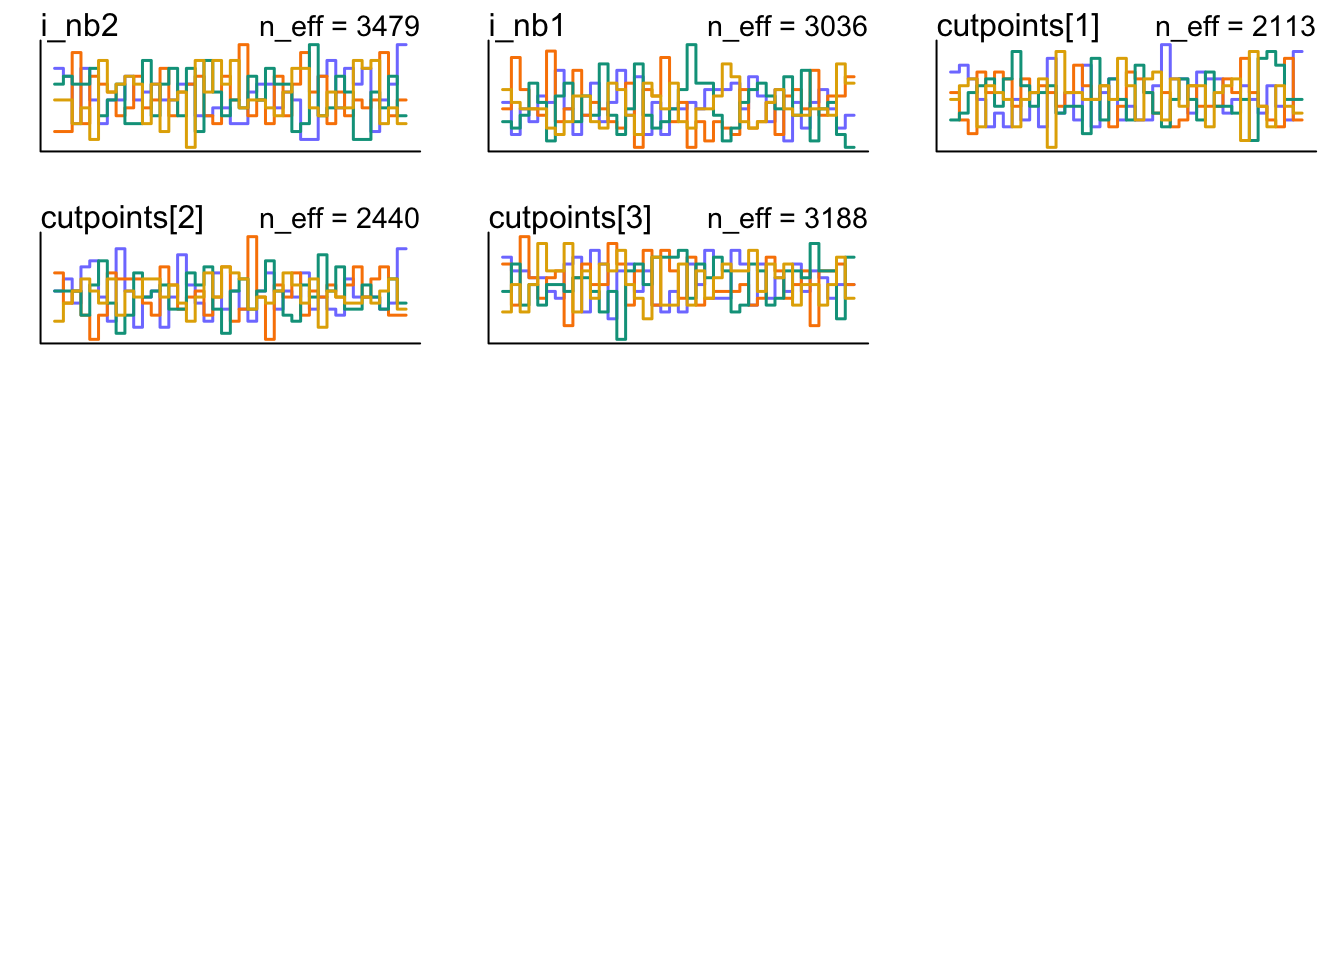 i_nb2 n_eff = 3479
i_nb1 n_eff = 3036
cutpoints[1] n_eff = 2113
cutpoints[2] n_eff = 2440
cutpoints[3] n_eff = 3188